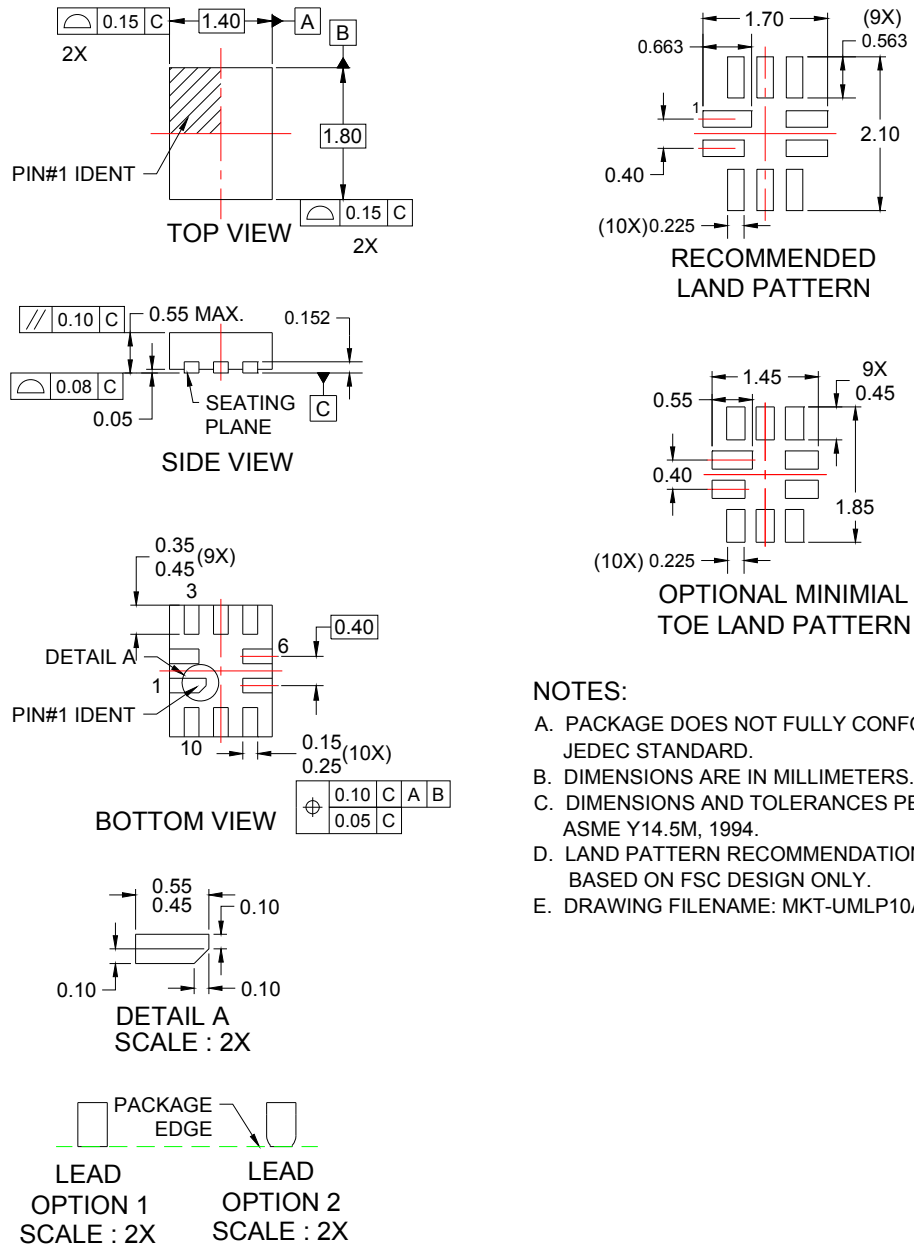 0.15 C
1.40
A
2X
B
1.80
PIN#1 IDENT
0.15 C
2X
TOP VIEW
0.10 C
0.55 MAX.
0.152
0.08 C
0.05
SEATING
PLANE
C
SIDE VIEW
0.35
0.45 (9X)
3
0.40
6
DETAIL A
1
PIN#1 IDENT
10
0.15
0.25 (10X)
0.10 C A B
0.05 C
BOTTOM VIEW
0.55
0.45
0.10
0.10
0.10
DETAIL A
SCALE : 2X
PACKAGE
EDGE
LEAD
OPTION 1
SCALE : 2X
LEAD
OPTION 2
SCALE : 2X
1.70
(9X)
0.563
0.663
1
2.10
0.40
(10X) 0.225
RECOMMENDED
LAND PATTERN
1.45
9X
0.45
0.55
0.40
1.85
(10X) 0.225
OPTIONAL MINIMIAL
TOE LAND PATTERN
NOTES:
A. PACKAGE DOES NOT FULLY CONFO
JEDEC STANDARD.
B. DIMENSIONS ARE IN MILLIMETERS.
C. DIMENSIONS AND TOLERANCES PE
ASME Y14.5M, 1994.
D. LAND PATTERN RECOMMENDATION
BASED ON FSC DESIGN ONLY.
E. DRAWING FILENAME: MKT-UMLP10A